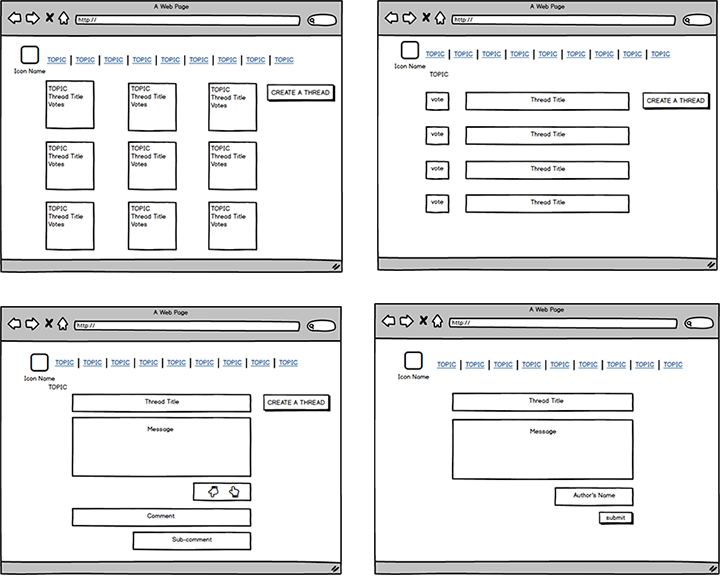 A Web Page
http://
TOPIC | TOPIC | TOPIC | TOPIC | TOPIC | TOPIC | TOPIC | TOPIC | TOPIC
Icon Name
TOPIC
Thread Title
Votes
TOPIC
Thread Title
Votes
TOPIC
Thread Title
Votes
CREATE A THREAD
TOPIC
Thread Title
Votes
TOPIC
Thread Title
Votes
TOPIC
Thread Title
Votes
TOPIC
Thread Title
Votes
TOPIC
Thread Title
Votes
TOPIC
Thread Title
Votes
A Web Page
http://
TOPIC | TOPIC | TOPIC | TOPIC | TOPIC | TOPIC | TOPIC | TOPIC | TOPIC
Icon Name
TOPIC
vote Thread Title CREATE A THREAD
vote Thread Title
vote Thread Title
vote Thread Title
A Web Page
http://
TOPIC | TOPIC | TOPIC | TOPIC | TOPIC | TOPIC | TOPIC | TOPIC | TOPIC
Icon Name
TOPIC
Thread Title CREATE A THREAD
Message
Comment
Sub-comment
A Web Page
http://
TOPIC | TOPIC | TOPIC | TOPIC | TOPIC | TOPIC | TOPIC | TOPIC | TOPIC
Icon Name
Thread Title
Message
Author's Name
submit